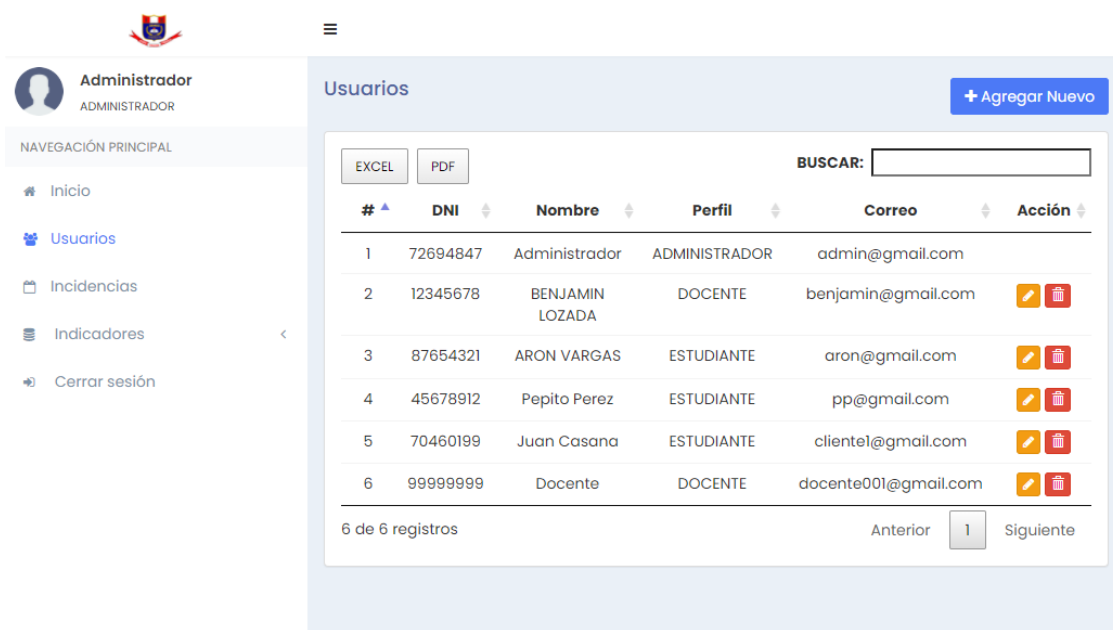 Administrador
ADMINISTRADOR
NAVEGACIÓN PRINCIPAL
Inicio
Usuarios
Incidencias
Indicadores
Cerrar sesión
Usuarios
Agregar Nuevo
EXCEL PDF BUSCAR:
# DNI Nombre Perfil Correo Acción
1 72694847 Administrador ADMINISTRADOR admin@gmail.com
2 12345678 BENJAMIN LOZADA DOCENTE benjamin@gmail.com
3 87654321 ARON VARGAS ESTUDIANTE aron@gmail.com
4 45678912 Pepito Perez ESTUDIANTE pp@gmail.com
5 70460199 Juan Casana ESTUDIANTE cliente1@gmail.com
6 99999999 Docente DOCENTE docente001@gmail.com
6 de 6 registros Anterior 1 Siguiente